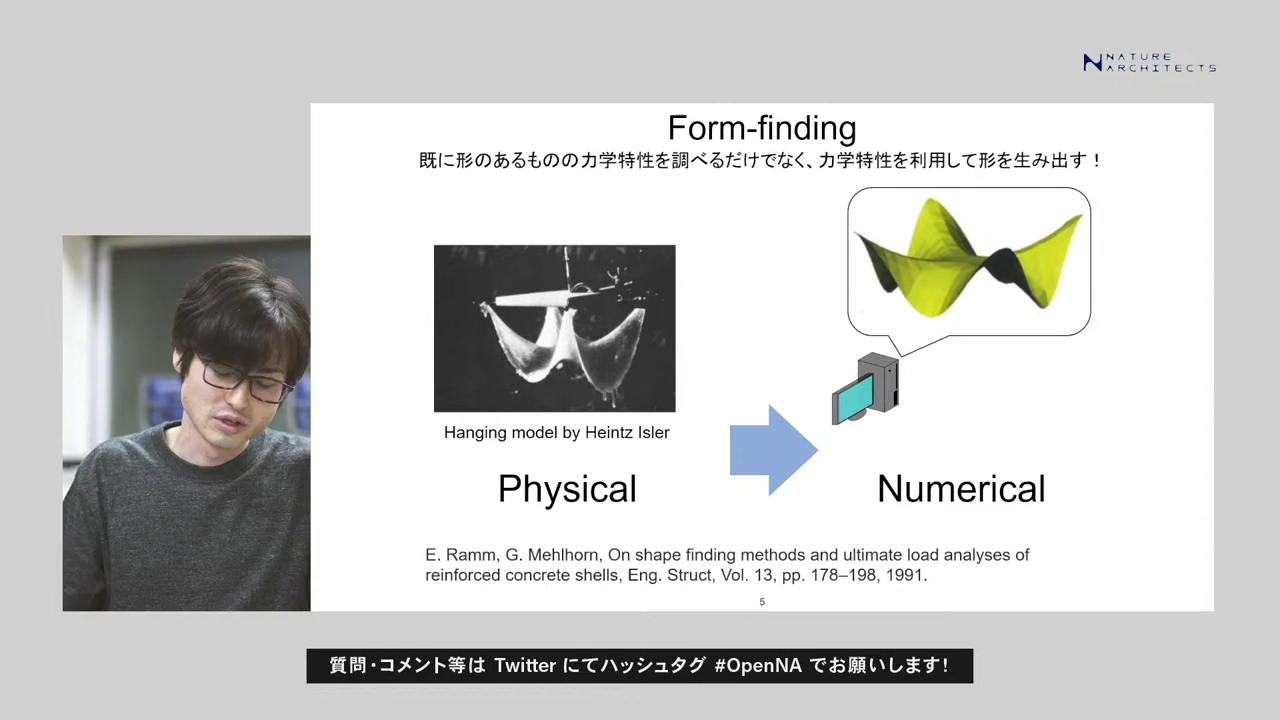 NATURE
ARCHITECTS
Form-finding
既に形のあるものの力学特性を調べるだけでなく、力学特性を利用して形を生み出す！
Hanging model by Heintz Isler
Physical
Numerical
E. Ramm, G. Mehlhorn, On shape finding methods and ultimate load analyses of
reinforced concrete shells, Eng. Struct, Vol. 13, pp. 178–198, 1991.
5
質問・コメント等は Twitter にてハッシュタグ #OpenNA でお願いします!